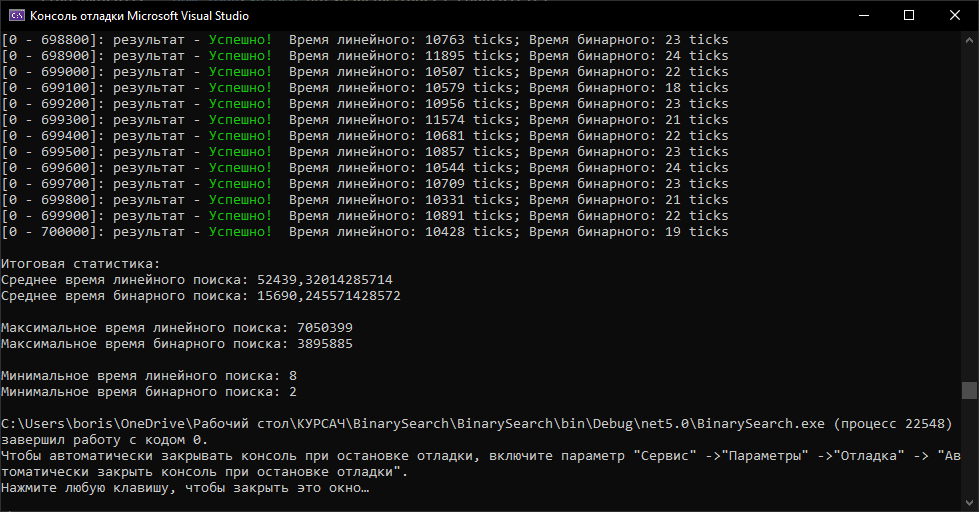 Консоль отладки Microsoft Visual Studio
[0 - 698800]: результат - Успешно!  Время линейного: 10763 ticks; Время бинарного: 23 ticks
[0 - 698900]: результат - Успешно!  Время линейного: 11895 ticks; Время бинарного: 24 ticks
[0 - 699000]: результат - Успешно!  Время линейного: 10507 ticks; Время бинарного: 22 ticks
[0 - 699100]: результат - Успешно!  Время линейного: 10579 ticks; Время бинарного: 18 ticks
[0 - 699200]: результат - Успешно!  Время линейного: 10956 ticks; Время бинарного: 23 ticks
[0 - 699300]: результат - Успешно!  Время линейного: 11574 ticks; Время бинарного: 21 ticks
[0 - 699400]: результат - Успешно!  Время линейного: 10681 ticks; Время бинарного: 22 ticks
[0 - 699500]: результат - Успешно!  Время линейного: 10857 ticks; Время бинарного: 23 ticks
[0 - 699600]: результат - Успешно!  Время линейного: 10544 ticks; Время бинарного: 24 ticks
[0 - 699700]: результат - Успешно!  Время линейного: 10709 ticks; Время бинарного: 23 ticks
[0 - 699800]: результат - Успешно!  Время линейного: 10331 ticks; Время бинарного: 21 ticks
[0 - 699900]: результат - Успешно!  Время линейного: 10891 ticks; Время бинарного: 22 ticks
[0 - 700000]: результат - Успешно!  Время линейного: 10428 ticks; Время бинарного: 19 ticks
Итоговая статистика:
Среднее время линейного поиска: 52439,32014285714
Среднее время бинарного поиска: 15690,245571428572
Максимальное время линейного поиска: 7050399
Максимальное время бинарного поиска: 3895885
Минимальное время линейного поиска: 8
Минимальное время бинарного поиска: 2
C:\Users\boris\OneDrive\Рабочий стол\КУРСАЧ\BinarySearch\BinarySearch\bin\Debug\net5.0\BinarySearch.exe (процесс 22548)
завершил работу с кодом 0.
Чтобы автоматически закрывать консоль при остановке отладки, включите параметр "Сервис" ->"Параметры" ->"Отладка" -> "Ав
томатически закрыть консоль при остановке отладки".
Нажмите любую клавишу, чтобы закрыть это окно…